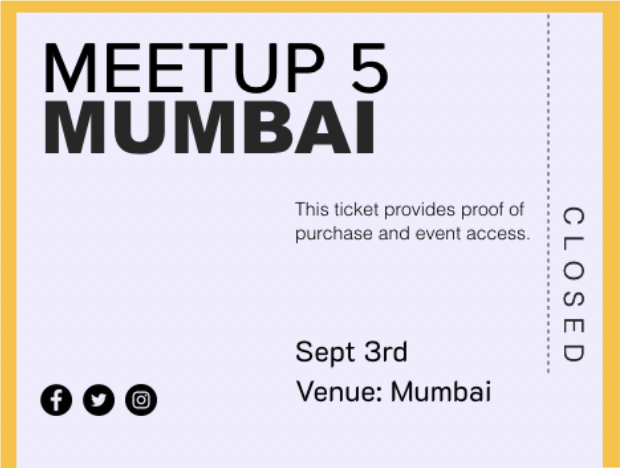 MEETUP 5
MUMBAI
This ticket provides proof of
purchase and event access.
CLOSED
Sept 3rd
Venue: Mumbai